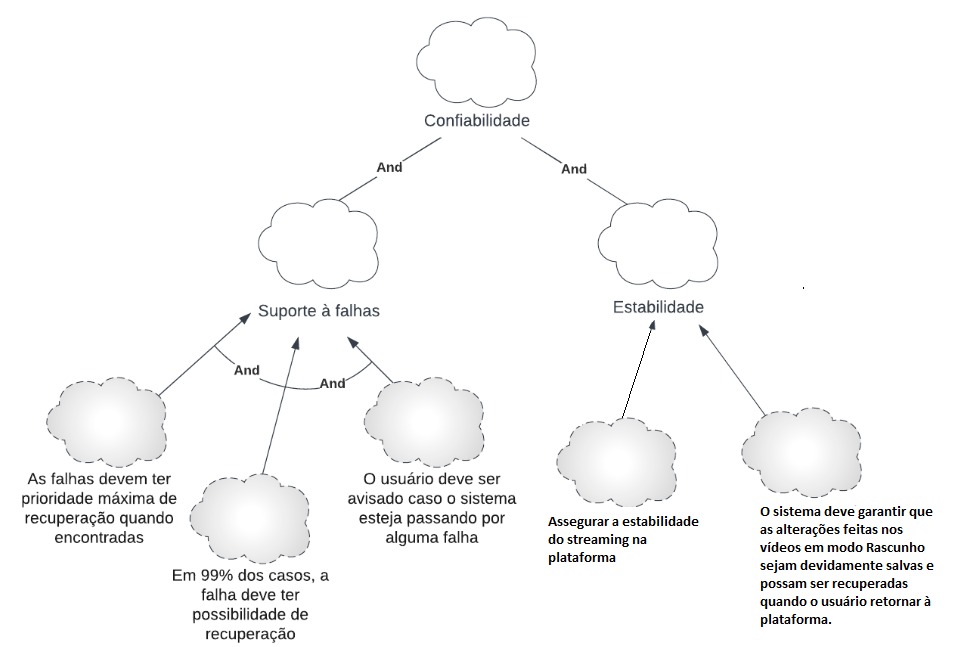 Confiabilidade
And
And
Suporte à falhas
Estabilidade
And
And
As falhas devem ter
prioridade máxima de
recuperação quando
encontradas
Em 99% dos casos, a
falha deve ter
possibilidade de
recuperação
O usuário deve ser
avisado caso o sistema
esteja passando por
alguma falha
Assegurar a estabilidade
do streaming na
plataforma
O sistema deve garantir que
as alterações feitas nos
vídeos em modo Rascunho
sejam devidamente salvas e
possam ser recuperadas
quando o usuário retornar à
plataforma.